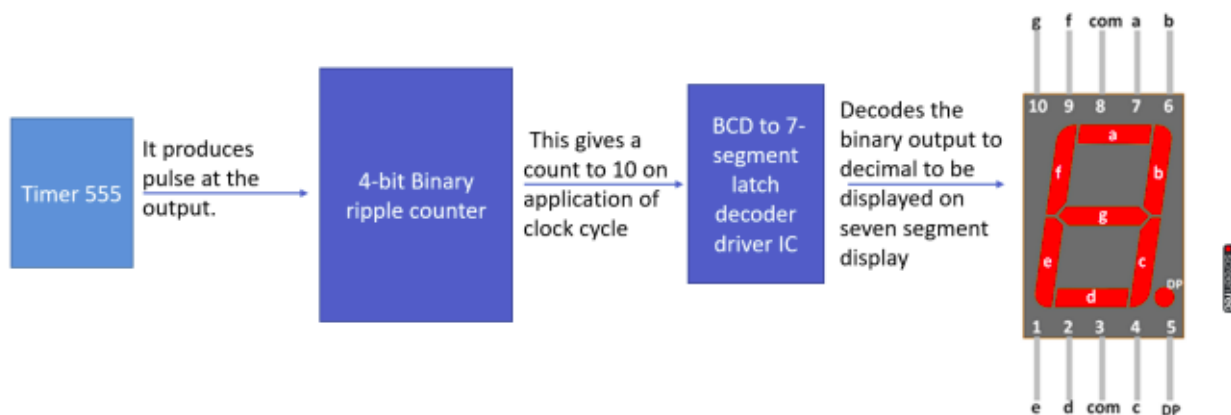 Timer 555
It produces
pulse at the
output.
4-bit Binary
ripple counter
This gives a
count to 10 on
application of
clock cycle
BCD to 7-
segment
latch
decoder
driver IC
Decodes the
binary output to
decimal to be
displayed on
seven segment
display
g f com a b
10 9 8 7 6
a
f b
g
e c
d DP
1 2 3 4 5
e d com c DP